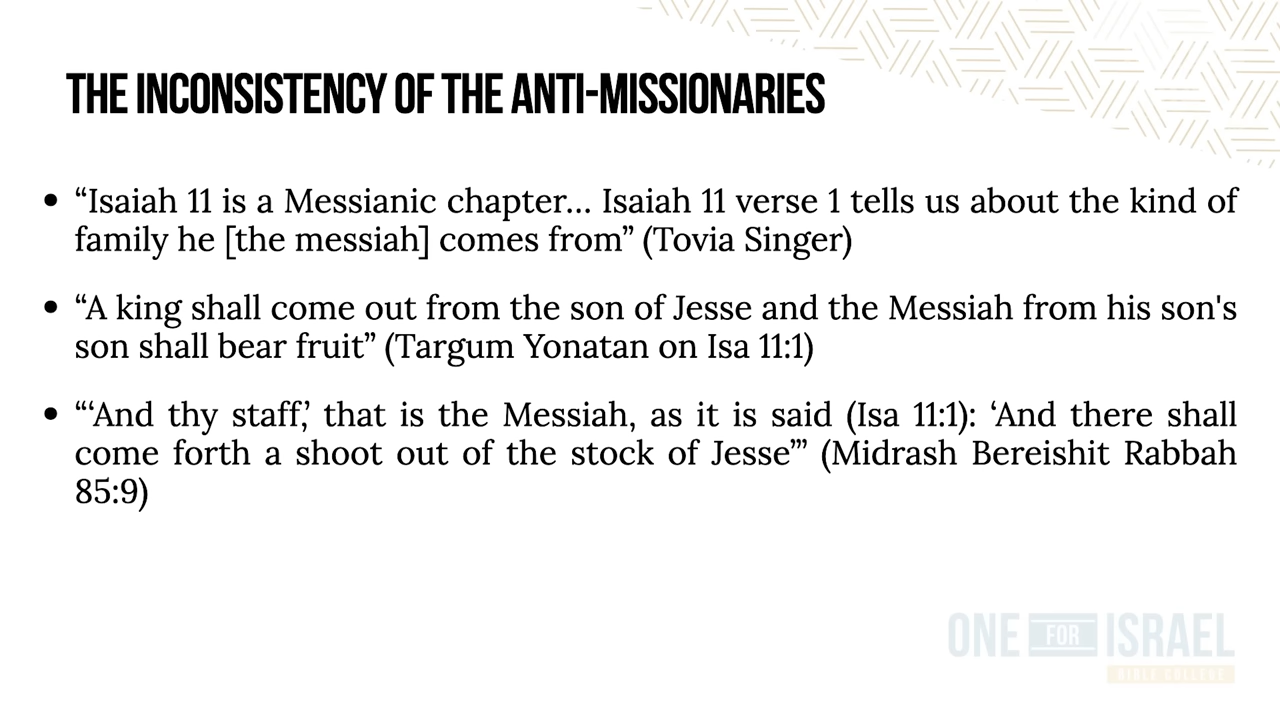 THE INCONSISTENCY OF THE ANTI-MISSIONARIES
• “Isaiah 11 is a Messianic chapter... Isaiah 11 verse 1 tells us about the kind of
family he [the messiah] comes from” (Tovia Singer)
• “A king shall come out from the son of Jesse and the Messiah from his son's
son shall bear fruit” (Targum Yonatan on Isa 11:1)
• “‘And thy staff,’ that is the Messiah, as it is said (Isa 11:1): ‘And there shall
come forth a shoot out of the stock of Jesse’” (Midrash Bereishit Rabbah
85:9)
ONE FOR ISRAEL
BIBLE COLLEGE